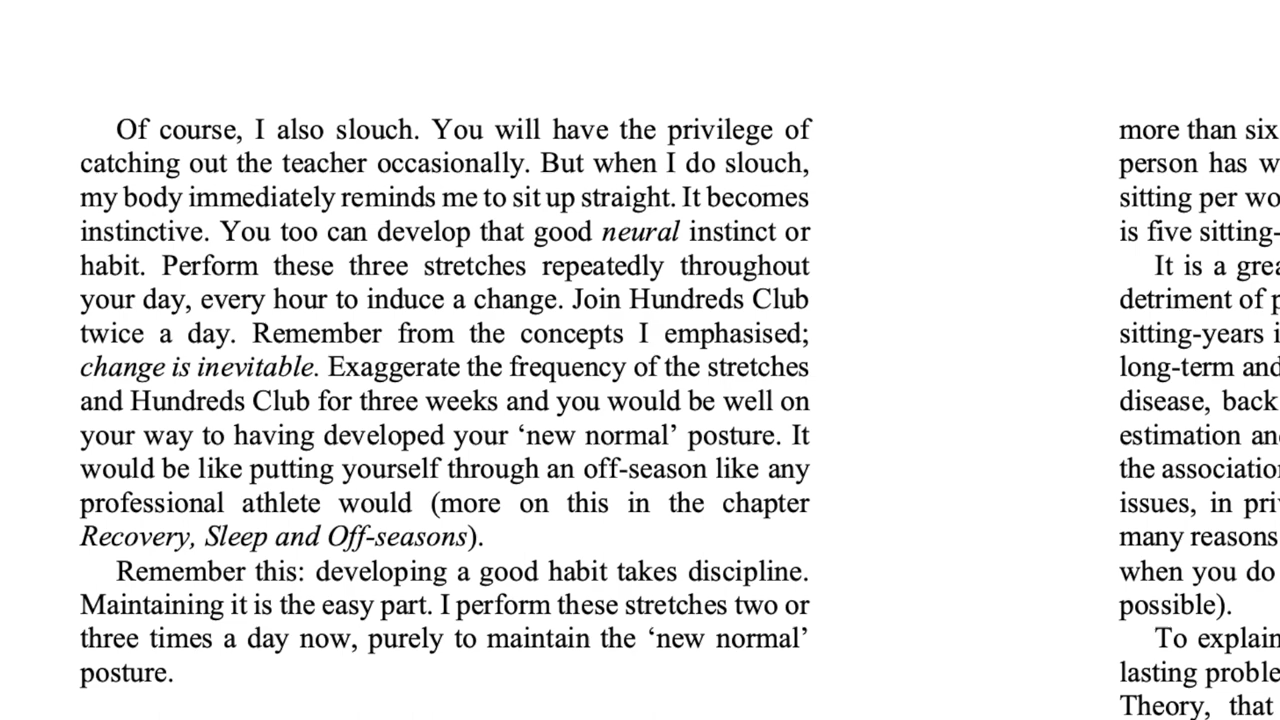 Of course, I also slouch. You will have the privilege of
catching out the teacher occasionally. But when I do slouch,
my body immediately reminds me to sit up straight. It becomes
instinctive. You too can develop that good neural instinct or
habit. Perform these three stretches repeatedly throughout
your day, every hour to induce a change. Join Hundreds Club
twice a day. Remember from the concepts I emphasised;
change is inevitable. Exaggerate the frequency of the stretches
and Hundreds Club for three weeks and you would be well on
your way to having developed your ‘new normal’ posture. It
would be like putting yourself through an off-season like any
professional athlete would (more on this in the chapter
Recovery, Sleep and Off-seasons).
Remember this: developing a good habit takes discipline.
Maintaining it is the easy part. I perform these stretches two or
three times a day now, purely to maintain the ‘new normal’
posture.
more than six
person has w
sitting per wo
is five sitting-
It is a grea
detriment of p
sitting-years i
long-term and
disease, back
estimation and
the association
issues, in priv
many reasons
when you do
possible).
To explain
lasting proble
Theory, that